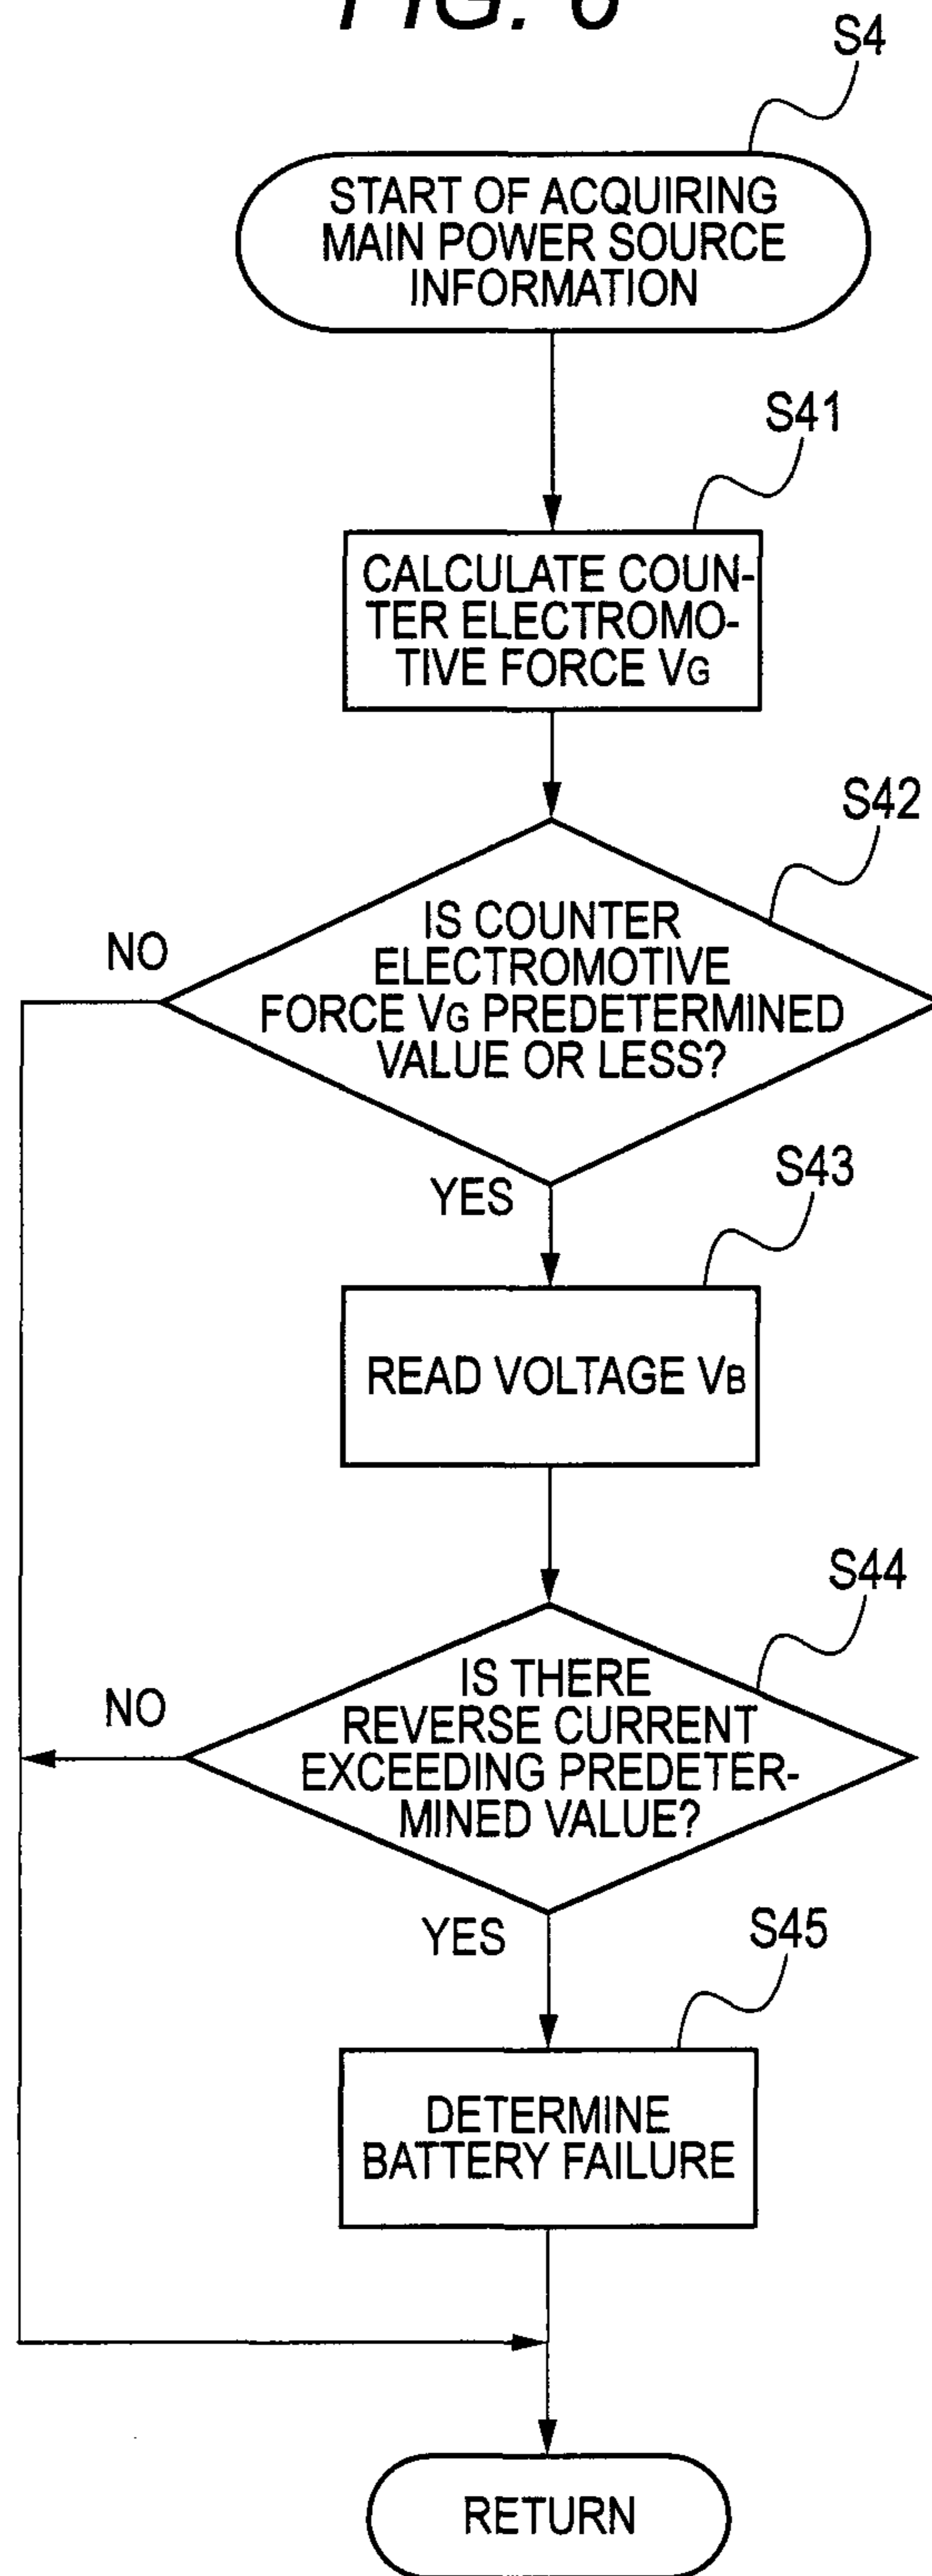 FIG. 6
S4
START OF ACQUIRING
MAIN POWER SOURCE
INFORMATION
S41
CALCULATE COUN-
TER ELECTROMO-
TIVE FORCE VG
S42
IS COUNTER
ELECTROMOTIVE
FORCE VG PREDETERMINED
VALUE OR LESS?
NO
YES
S43
READ VOLTAGE VB
S44
IS THERE
REVERSE CURRENT
EXCEEDING PREDETER-
MINED VALUE?
NO
YES
S45
DETERMINE
BATTERY FAILURE
RETURN